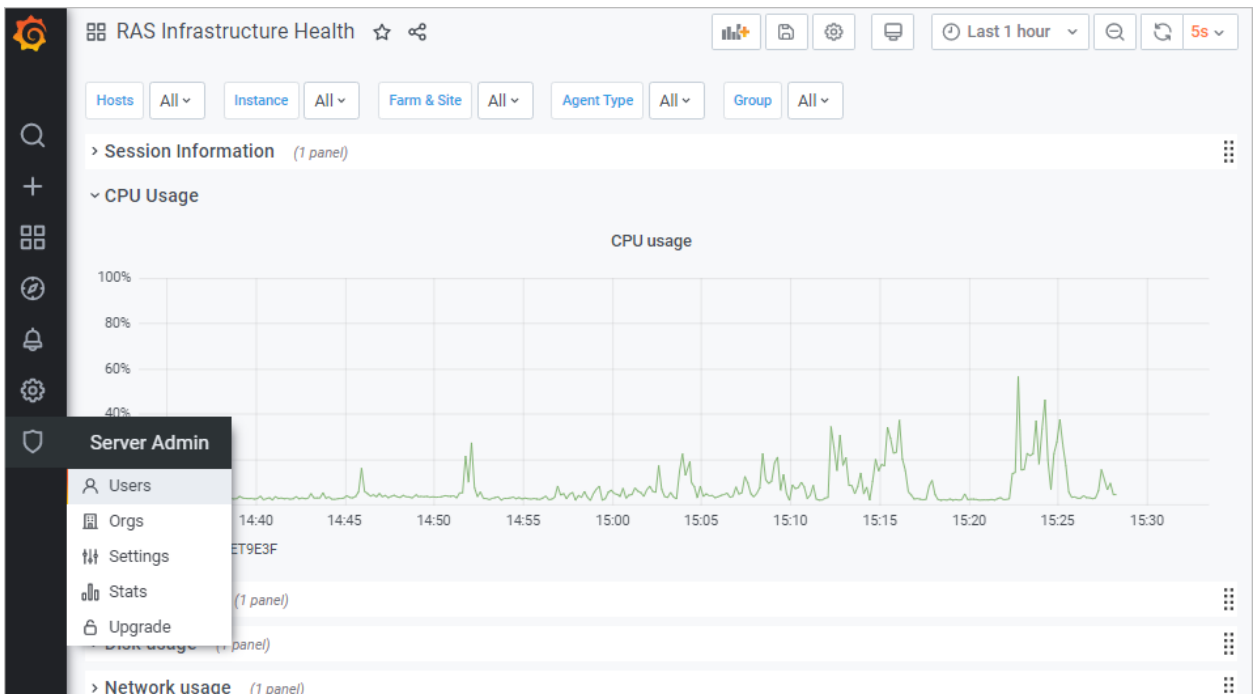 RAS Infrastructure Health
Last 1 hour
5s
Hosts All Instance All Farm & Site All Agent Type All Group All
Session Information (1 panel)
CPU Usage
CPU usage
100%
80%
60%
40%
Server Admin
Users
Orgs
Settings
Stats
Upgrade
14:40 14:45 14:50 14:55 15:00 15:05 15:10 15:15 15:20 15:25 15:30
ET9E3F
(1 panel)
Disk usage (1 panel)
Network usage (1 panel)